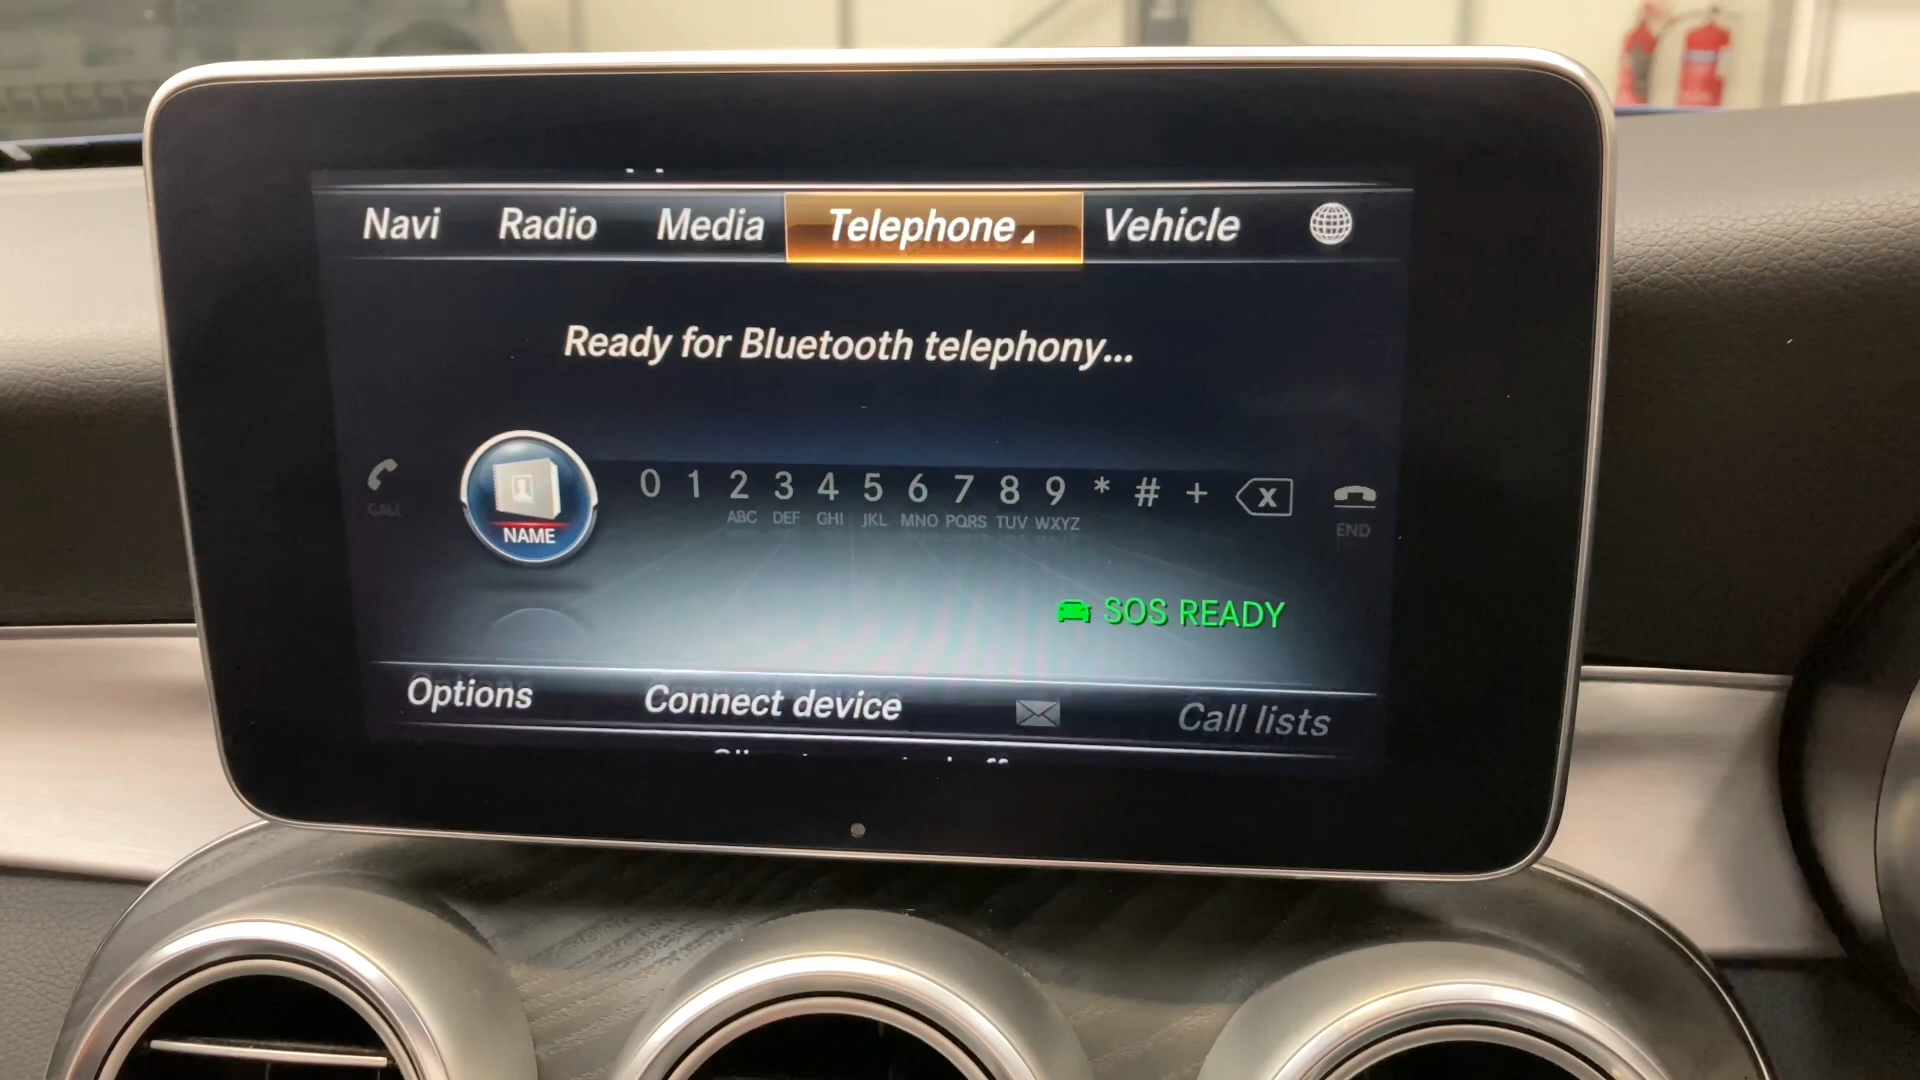 Navi Radio Media Telephone Vehicle
Ready for Bluetooth telephony...
CALL NAME 0 1 2 3 4 5 6 7 8 9 * # + X END
ABC DEF GHI JKL MNO PQRS TUV WXYZ
SOS READY
Options Connect device Call lists